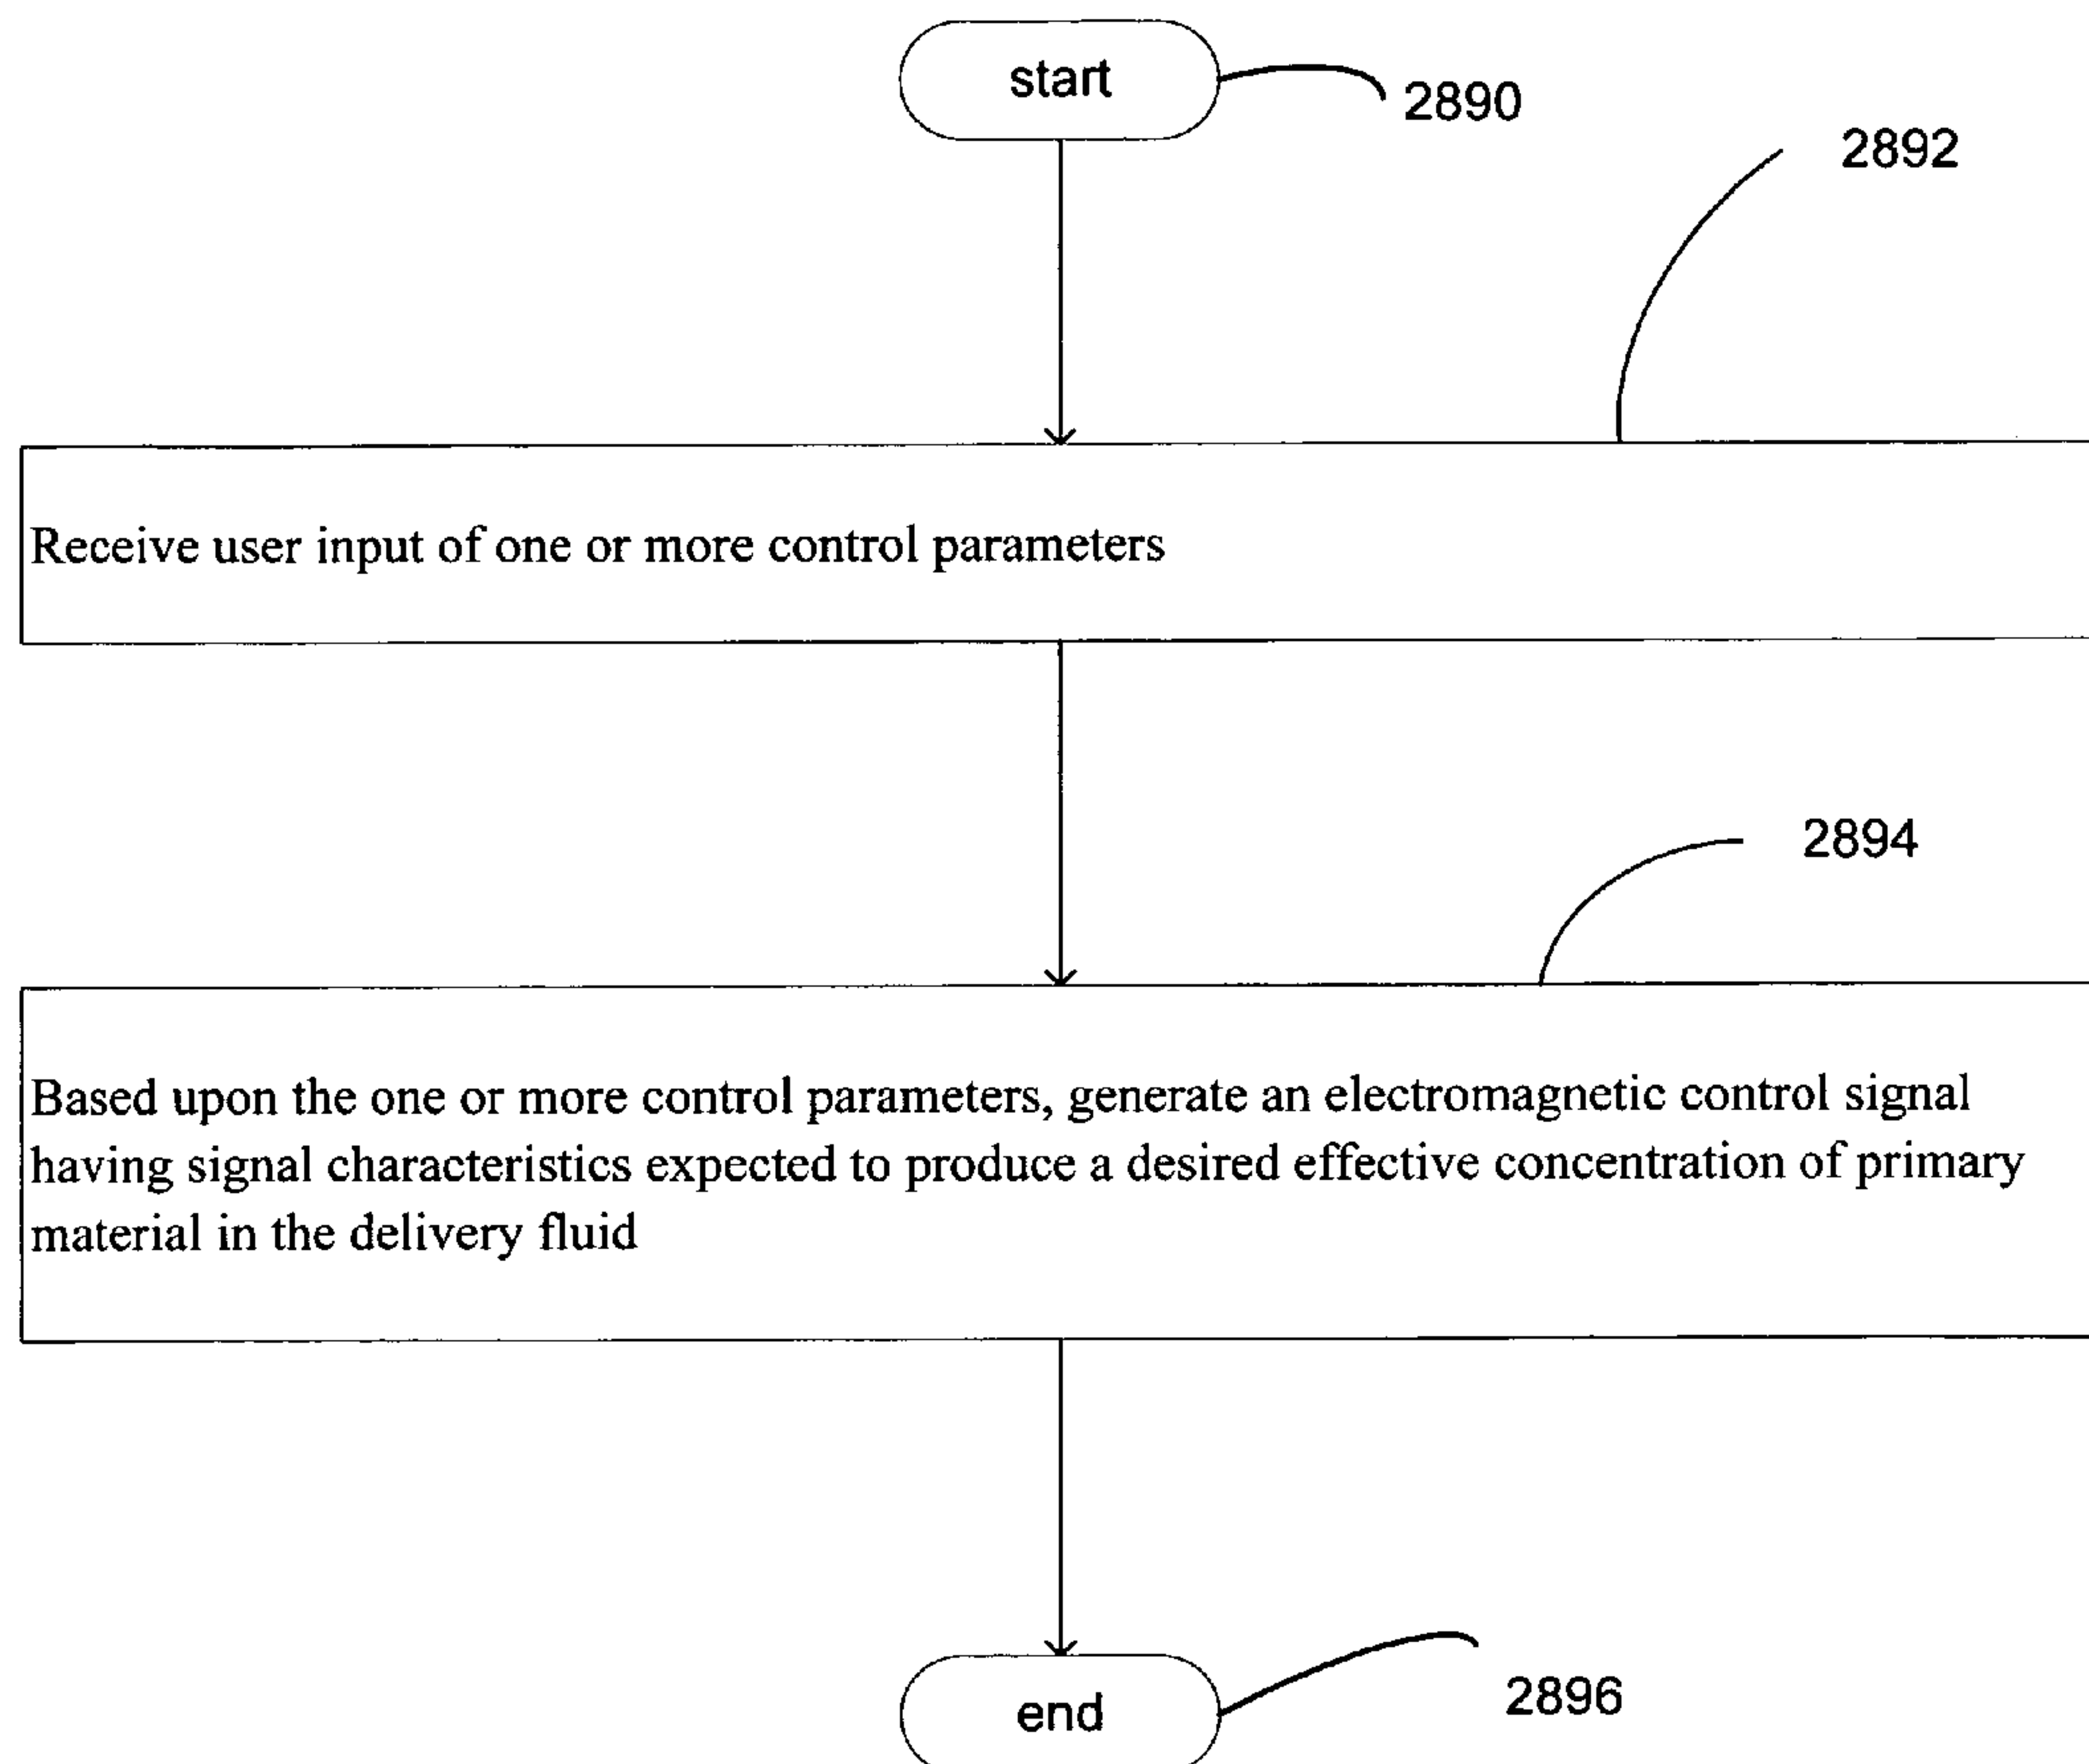 start
2890
2892
Receive user input of one or more control parameters
2894
Based upon the one or more control parameters, generate an electromagnetic control signal
having signal characteristics expected to produce a desired effective concentration of primary
material in the delivery fluid
end
2896